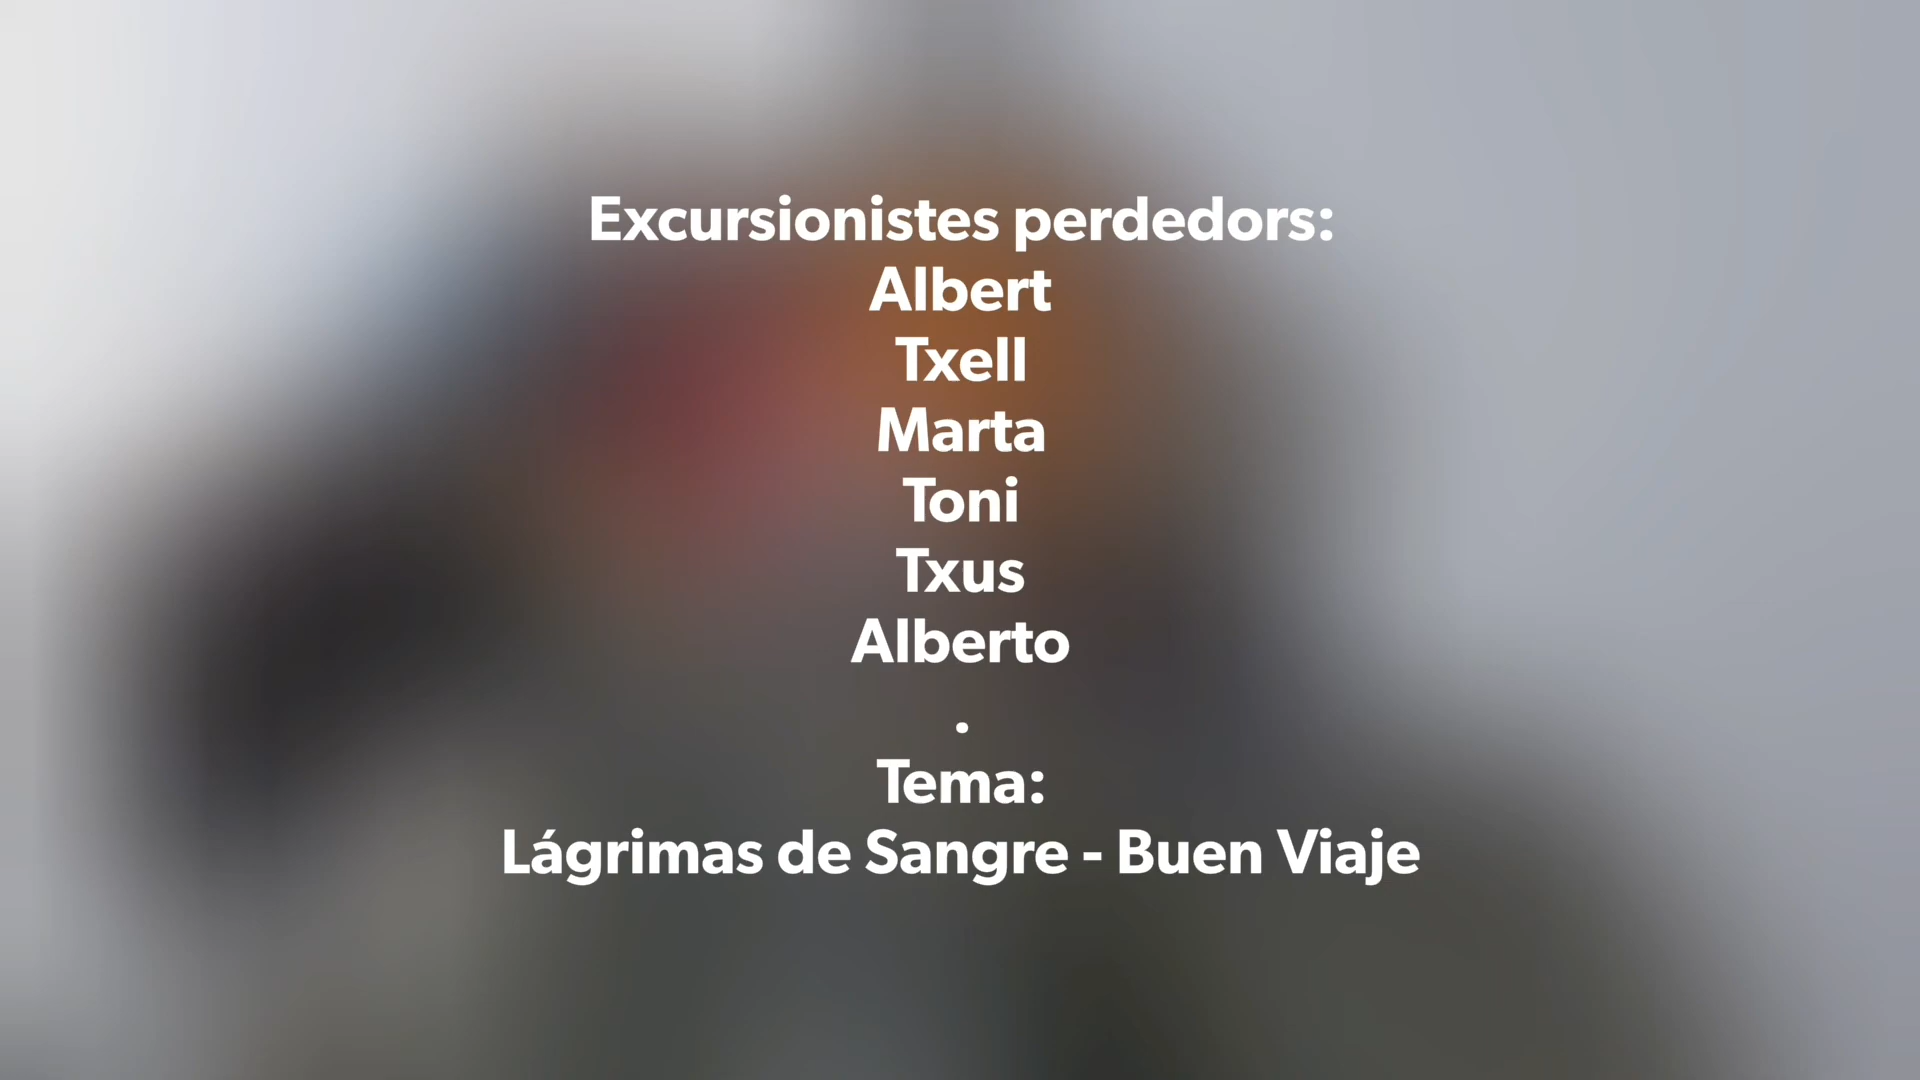 Excursionistes perdedors:
Albert
Txell
Marta
Toni
Txus
Alberto
.
Tema:
Lágrimas de Sangre - Buen Viaje